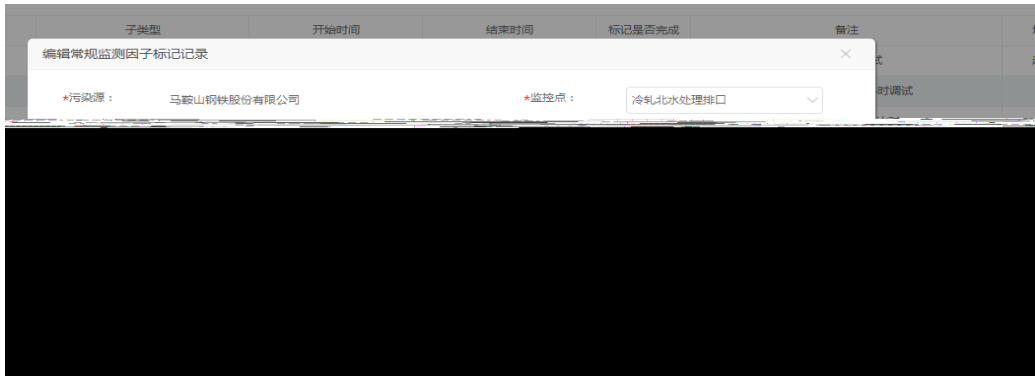 子类型 开始时间 结束时间 标记是否完成 备注
编辑常规监测因子标记记录
*污染源： 马鞍山钢铁股份有限公司 *监控点： 冷轧北水处理排口
时调试